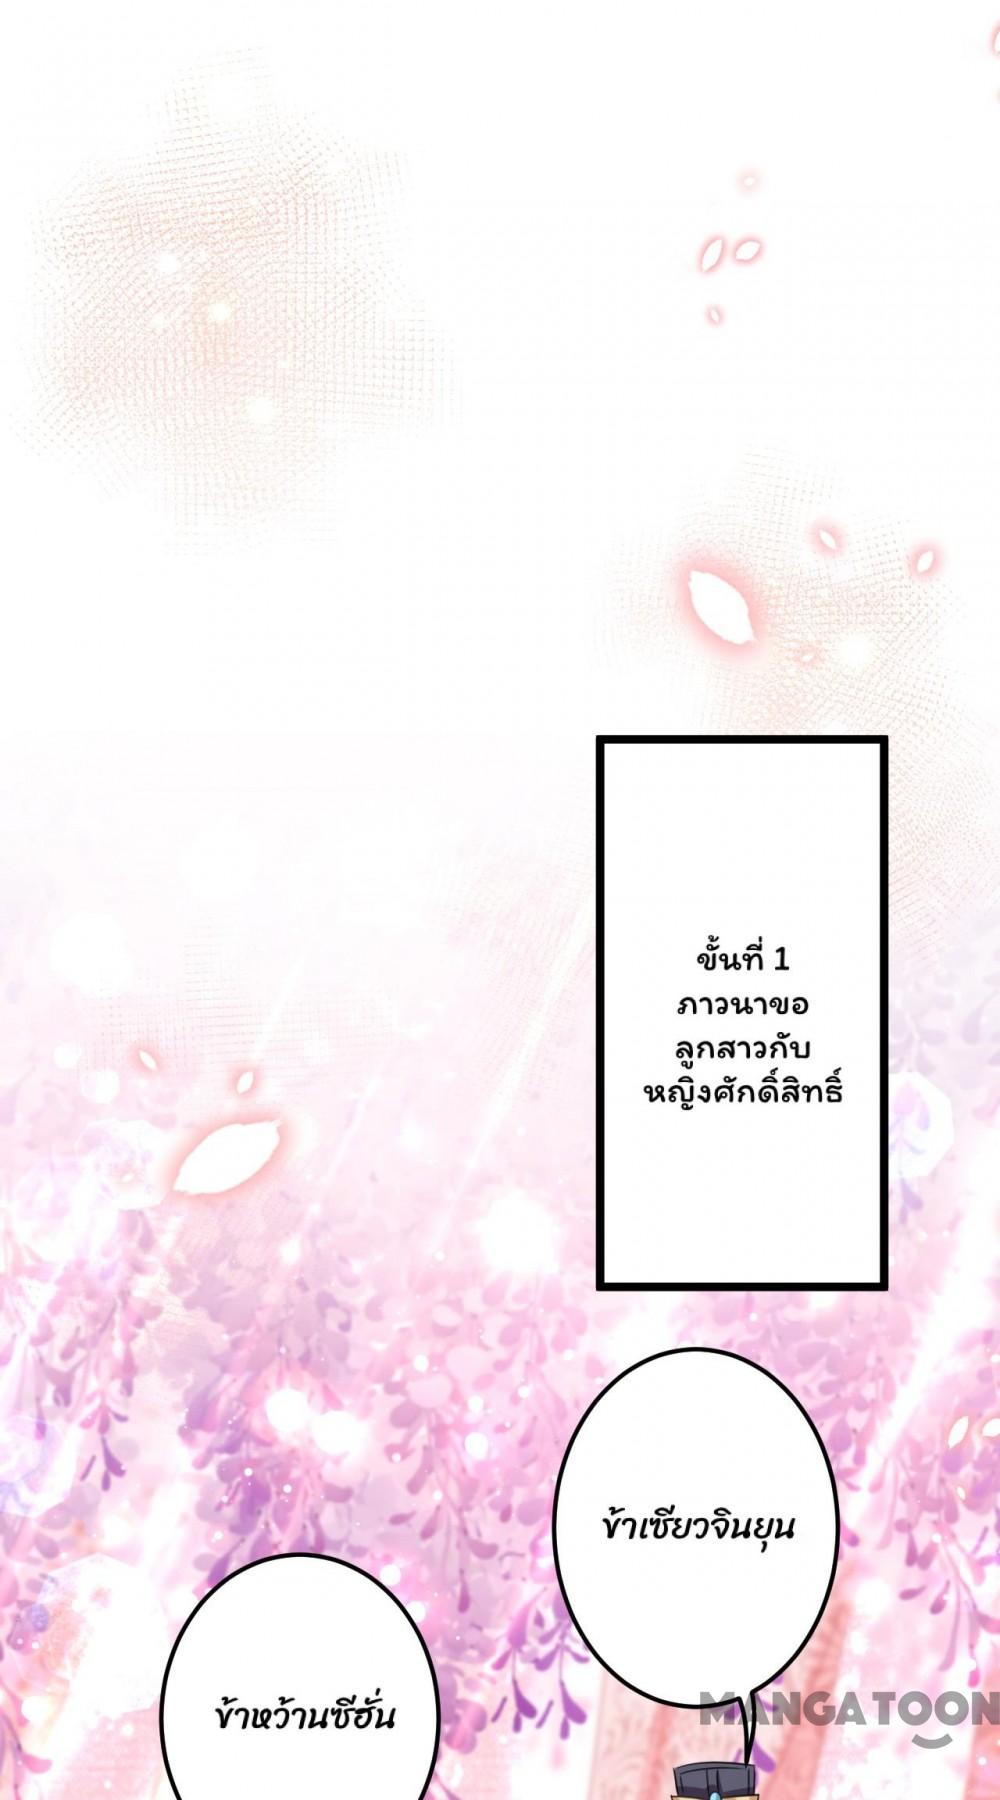 ขั้นที่ 1
ภาวนาขอ
ลูกสาวกับ
หญิงศักดิ์สิทธิ์
ข้าเซียวจินยุน
ข้าหว้านซีฮั่น
MANGATOON